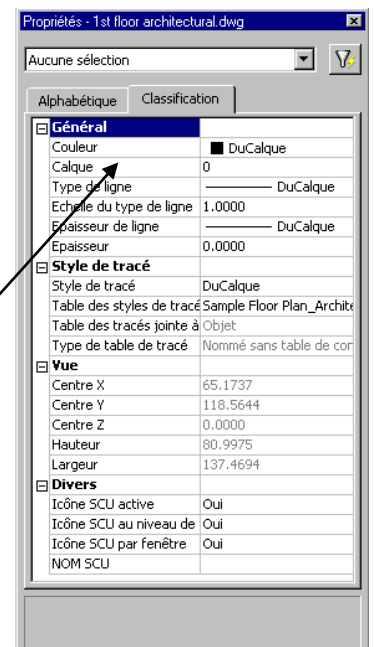 Propriétés - 1st floor architectural.dwg
Aucune sélection
Alphabétique Classification
Général
Couleur DuCalque
Calque 0
Type de ligne DuCalque
Echelle du type de ligne 1.0000
Epaisseur de ligne DuCalque
Epaisseur 0.0000
Style de tracé
Style de tracé DuCalque
Table des styles de tracé Sample Floor Plan_Archite
Table des tracés jointe à Objet
Type de table de tracé Nommé sans table de cor
Vue
Centre X 65.1737
Centre Y 118.5644
Centre Z 0.0000
Hauteur 80.9975
Largeur 137.4694
Divers
Icône SCU active Oui
Icône SCU au niveau de Oui
Icône SCU par fenêtre Oui
NOM SCU